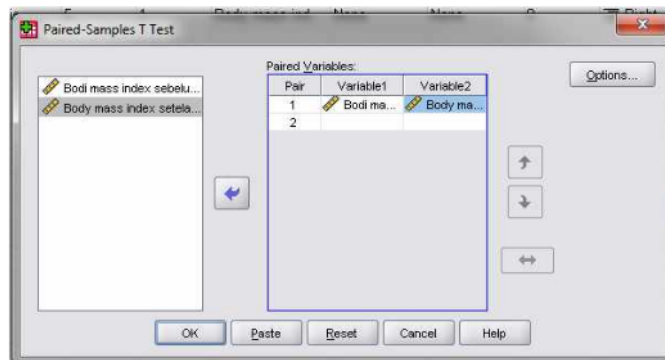 Paired-Samples T Test
Paired Variables:
Options...
Bodi mass index sebelu...
Body mass index setela...
Pair Variable1 Variable2
1 Bodi ma... Body ma...
2
OK Paste Reset Cancel Help